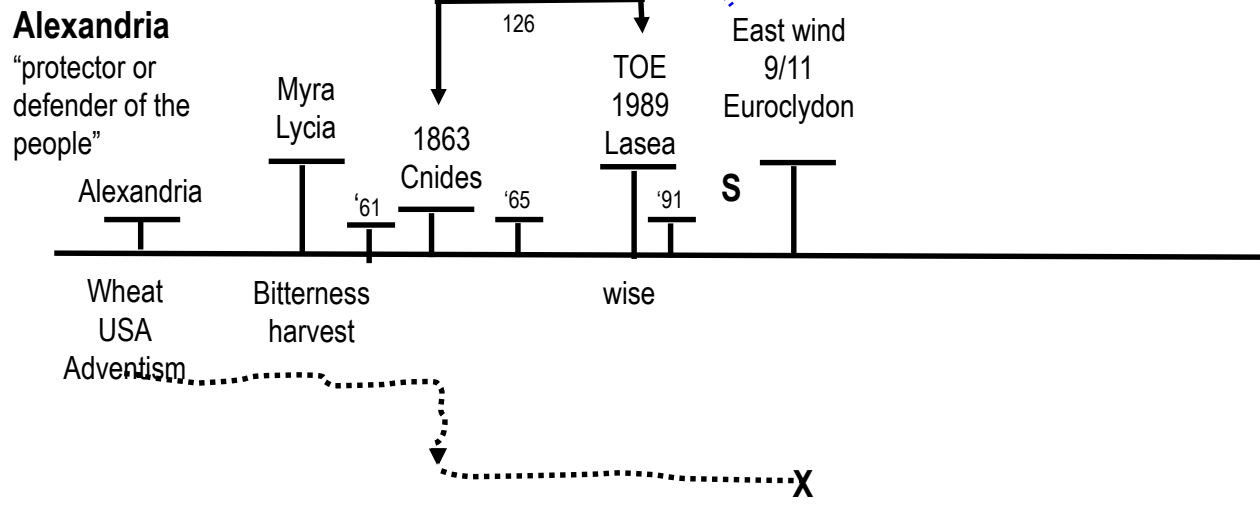 Alexandria
“protector or
defender of the
people”
126
East wind
9/11
Euroclydon
TOE
1989
Lasea
Myra
Lycia
1863
Cnides
Alexandria
‘61
‘65
‘91
S
Wheat
USA
Adventism
Bitterness
harvest
wise
X